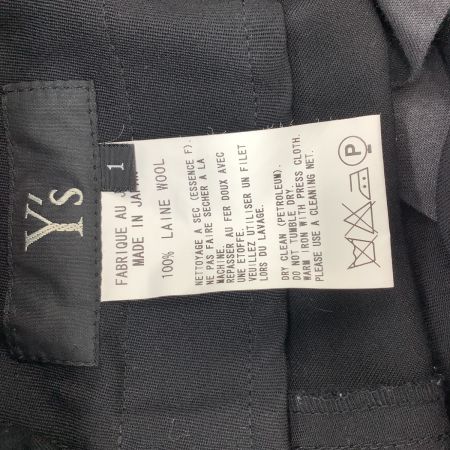 Y's
1
FABRIQUE AU
MADE IN JAPAN
100% LAINE WOOL
NETTOYAGE A SEC (ESSENCE F).
NE PAS FAIRE SECHER A LA
MACHINE.
REPASSER AU FER DOUX AVEC
UNE ETOFFE.
VEUILLEZ UTILISER UN FILET
LORS DU LAVAGE.
DRY CLEAN (PETROLEUM).
DO NOT TUMBLE DRY.
WARM IRON WITH PRESS CLOTH.
PLEASE USE A CLEANING NET.
P